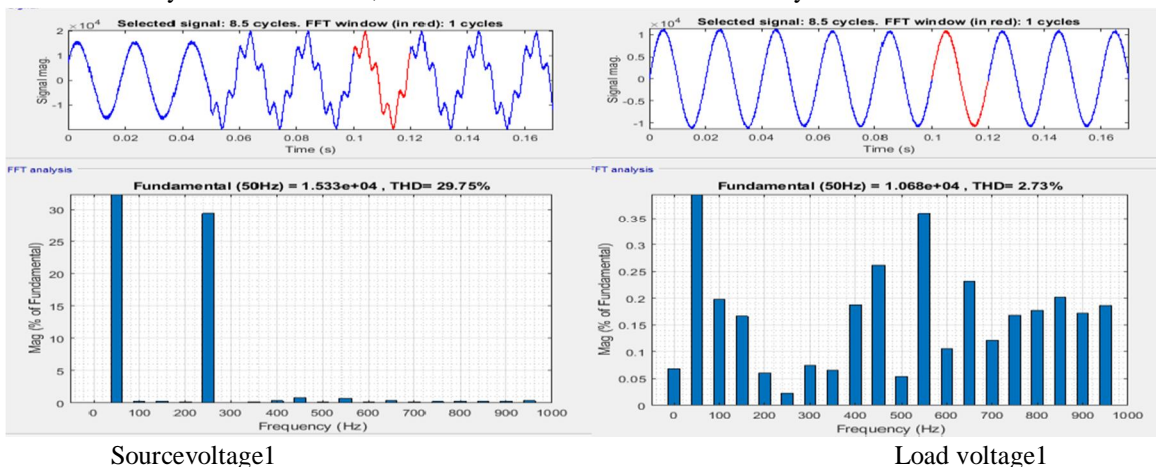 Selected signal: 8.5 cycles. FFT window (in red): 1 cycles
×10^4
2
1
0
-1
Signal mag.
0 0.02 0.04 0.06 0.08 0.1 0.12 0.14 0.16
Time (s)
FFT analysis
Fundamental (50Hz) = 1.533e+04 , THD= 29.75%
30
25
20
15
10
5
0
Mag (% of Fundamental)
0 100 200 300 400 500 600 700 800 900 1000
Frequency (Hz)
Sourcevoltage1
Selected signal: 8.5 cycles. FFT window (in red): 1 cycles
×10^4
1
0.5
0
-0.5
-1
Signal mag.
0 0.02 0.04 0.06 0.08 0.1 0.12 0.14 0.16
Time (s)
FFT analysis
Fundamental (50Hz) = 1.068e+04 , THD= 2.73%
0.35
0.3
0.25
0.2
0.15
0.1
0.05
0
Mag (% of Fundamental)
0 100 200 300 400 500 600 700 800 900 1000
Frequency (Hz)
Load voltage1